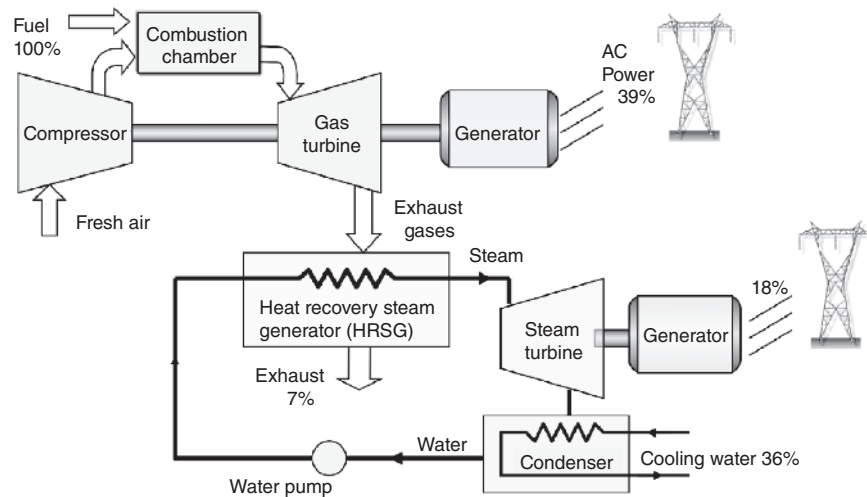 Fuel
100%
Combustion
chamber
AC
Power
39%
Compressor
Gas
turbine
Generator
Fresh air
Exhaust
gases
Steam
18%
Heat recovery steam
generator (HRSG)
Steam
turbine
Generator
Exhaust
7%
Water
Condenser
Cooling water 36%
Water pump